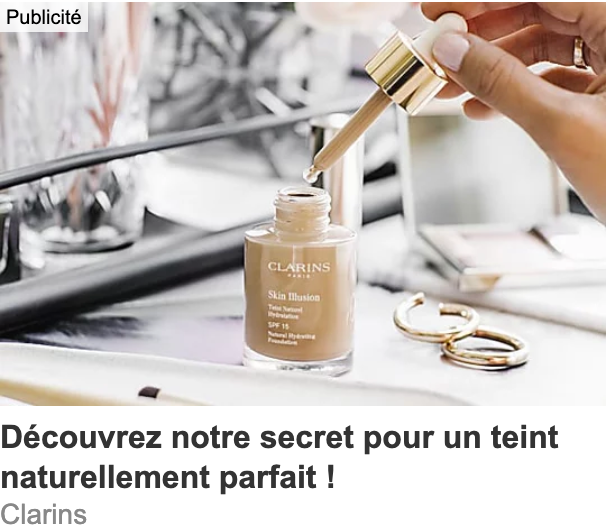 Publicité
CLARINS
PARIS
Skin Illusion
Teint Naturel
Hydratation
SPF 15
Natural Hydrating
Foundation
Découvrez notre secret pour un teint
naturellement parfait !
Clarins